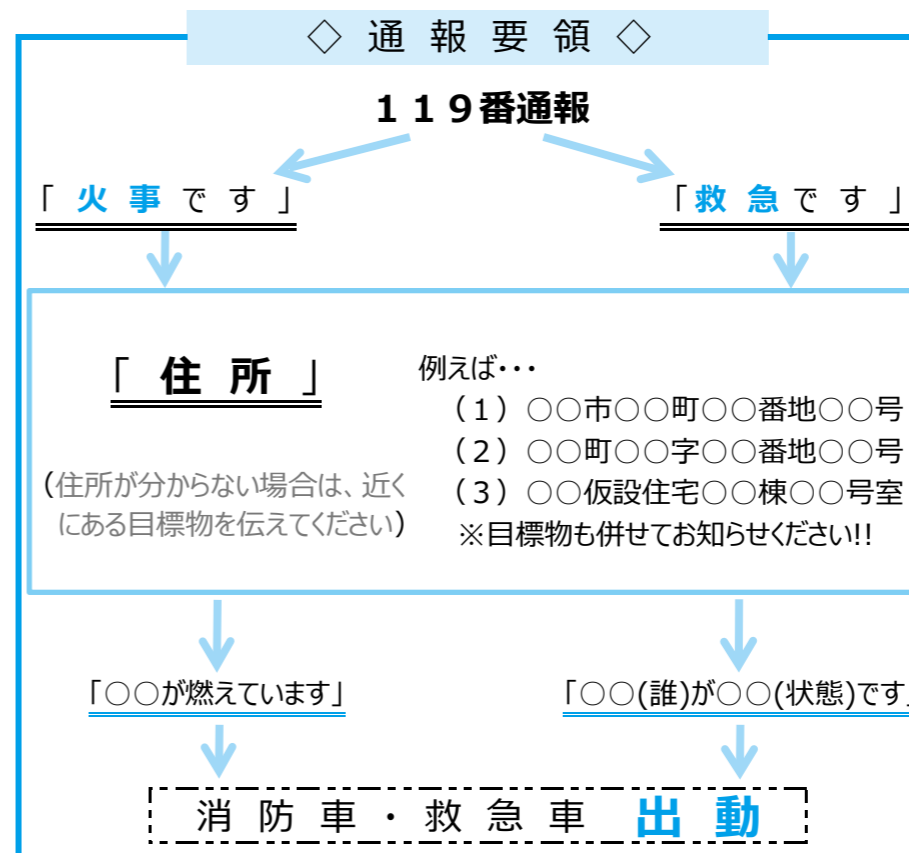 ◇ 通 報 要 領 ◇
１１９番通報
「 火 事 で す 」
「 救 急 で す 」
「 住 所 」
(住所が分からない場合は、近く
にある目標物を伝えてください)
例えば・・・
（１）○○市○○町○○番地○○号
（２）○○町○○字○○番地○○号
（３）○○仮設住宅○○棟○○号室
※目標物も併せてお知らせください!!
「○○が燃えています」
「○○(誰)が○○(状態)です」
消 防 車 ・ 救 急 車 出 動